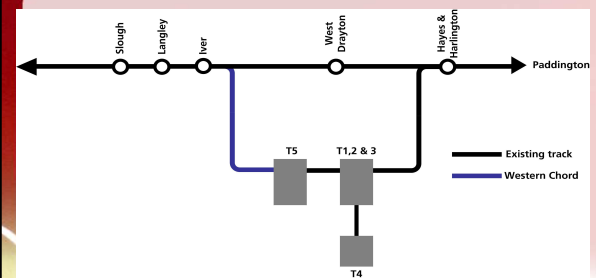 Slough
Langley
Iver
West
Drayton
Hayes &
Harlington
Paddington
T5
T1,2 & 3
Existing track
Western Chord
T4